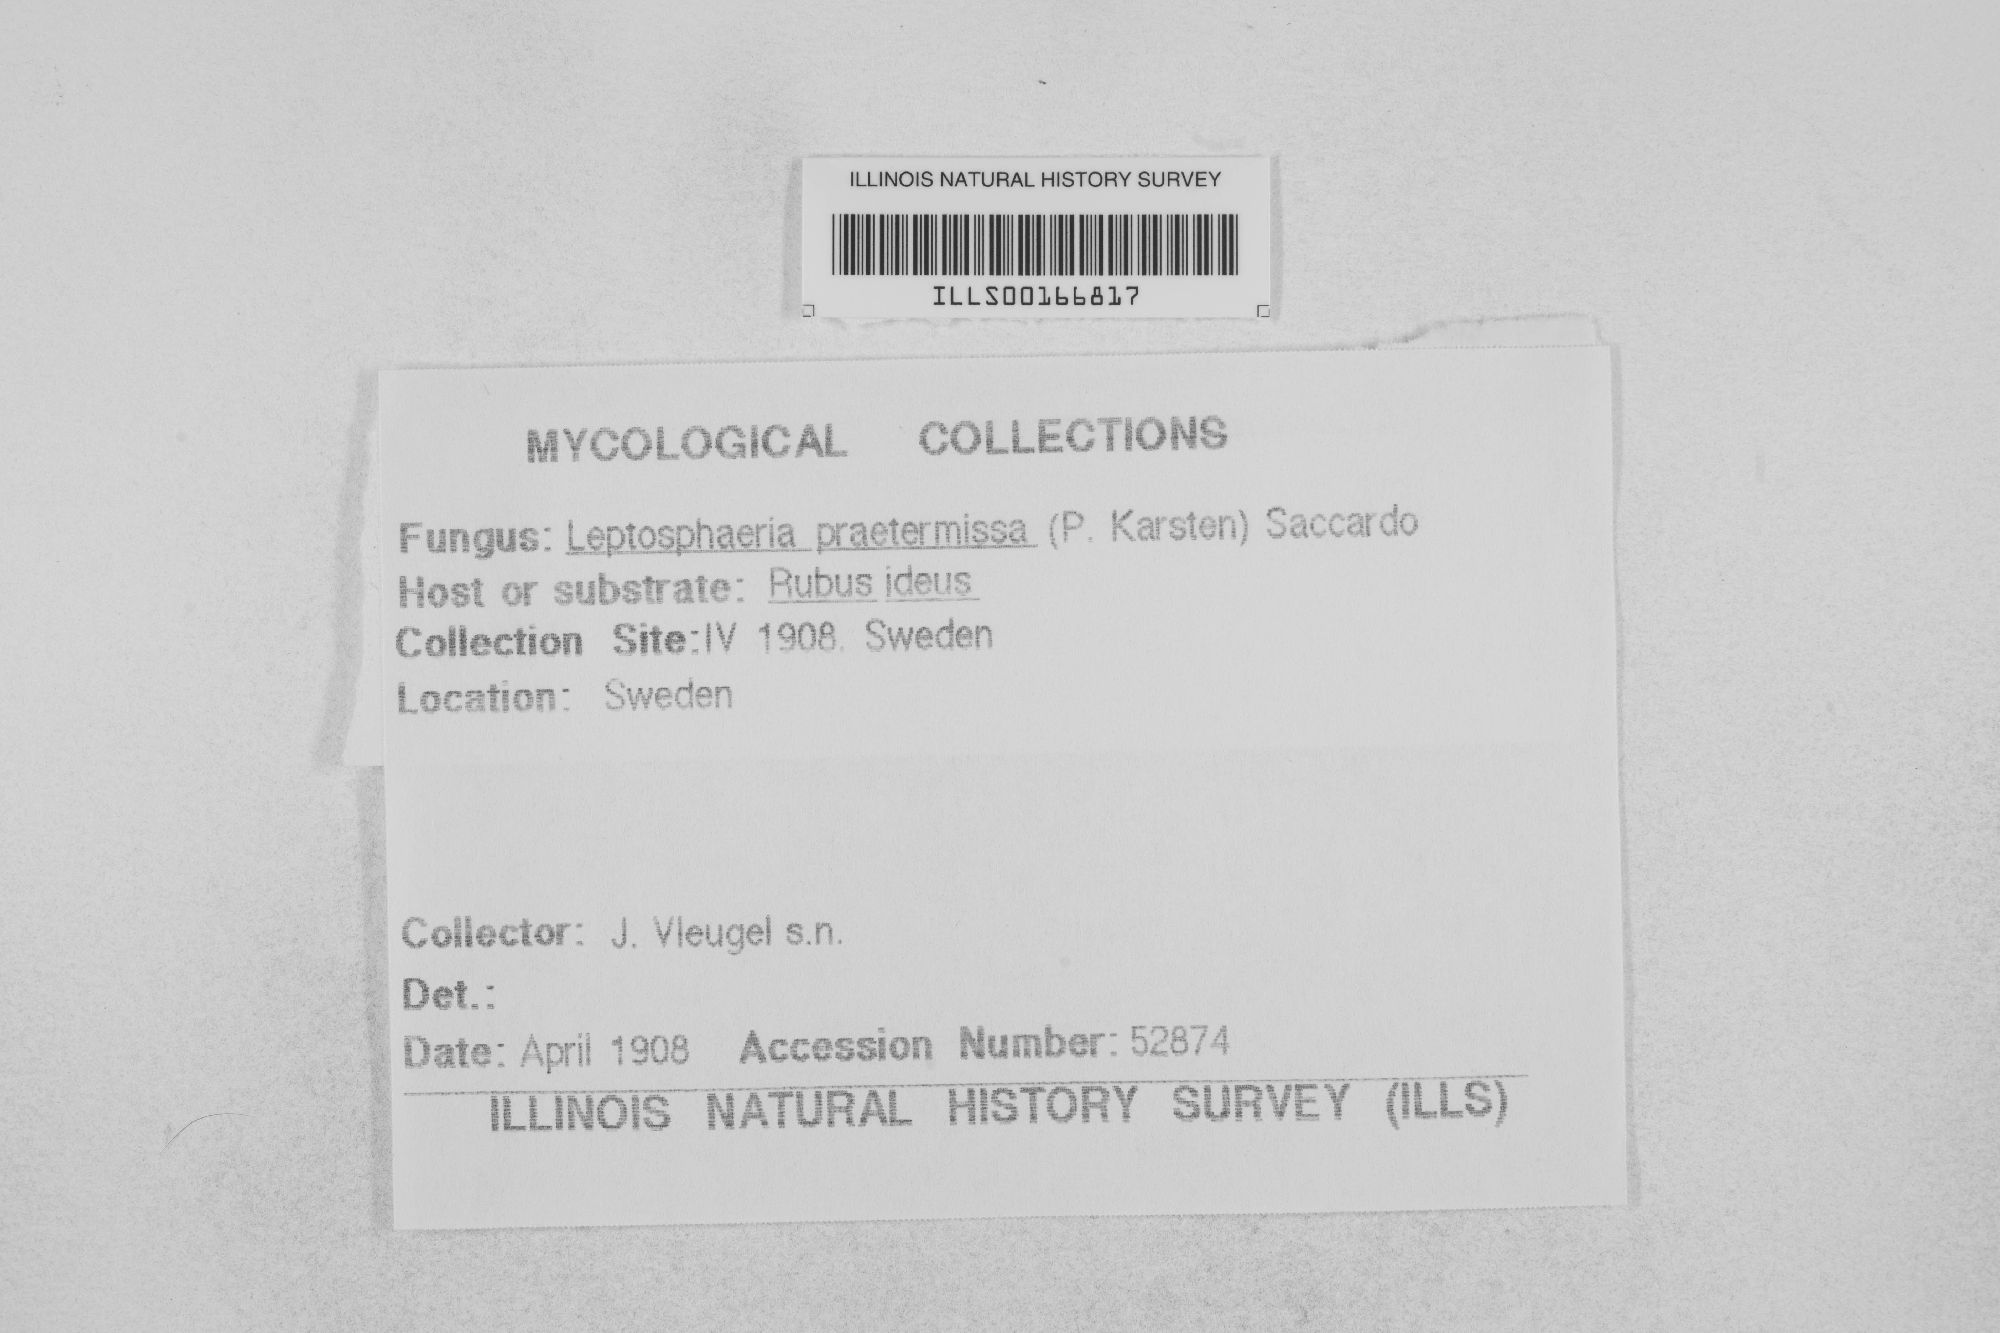 ILLINOIS NATURAL HISTORY SURVEY
ILLS00166817
MYCOLOGICAL COLLECTIONS
Fungus: Leptosphaeria praetermissa (P. Karsten) Saccardo
Host or substrate: Rubus ideus
Collection Site: IV 1908. Sweden
Location: Sweden
Collector: J. Vleugel s.n.
Det.:
Date: April 1908 Accession Number: 52874
ILLINOIS NATURAL HISTORY SURVEY (ILLS)